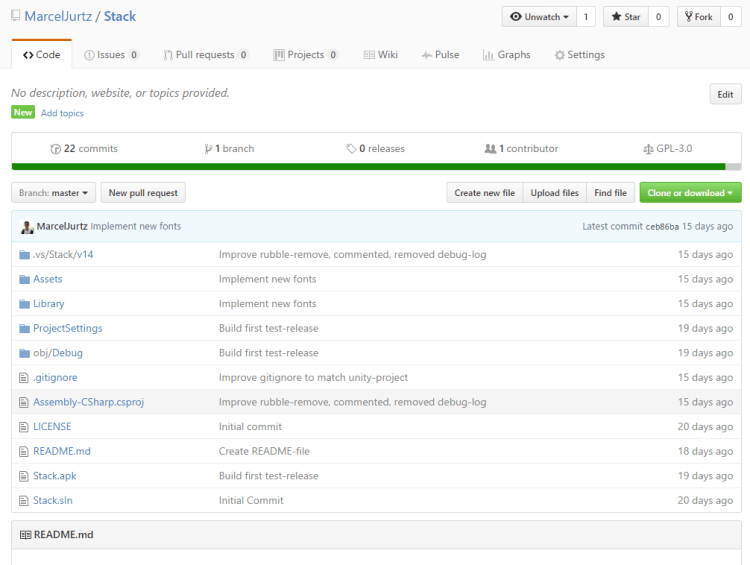 MarcelJurtz / Stack
Unwatch 1 Star 0 Fork 0
Code Issues 0 Pull requests 0 Projects 0 Wiki Pulse Graphs Settings
No description, website, or topics provided. Edit
New Add topics
22 commits 1 branch 0 releases 1 contributor GPL-3.0
Branch: master New pull request Create new file Upload files Find file Clone or download
MarcelJurtz Implement new fonts Latest commit ceb86ba 15 days ago
.vs/Stack/v14 Improve rubble-remove, commented, removed debug-log 15 days ago
Assets Implement new fonts 15 days ago
Library Implement new fonts 15 days ago
ProjectSettings Build first test-release 19 days ago
obj/Debug Build first test-release 19 days ago
.gitignore Improve gitignore to match unity-project 15 days ago
Assembly-CSharp.csproj Improve rubble-remove, commented, removed debug-log 15 days ago
LICENSE Initial commit 20 days ago
README.md Create README-file 18 days ago
Stack.apk Build first test-release 19 days ago
Stack.sln Initial Commit 20 days ago
README.md